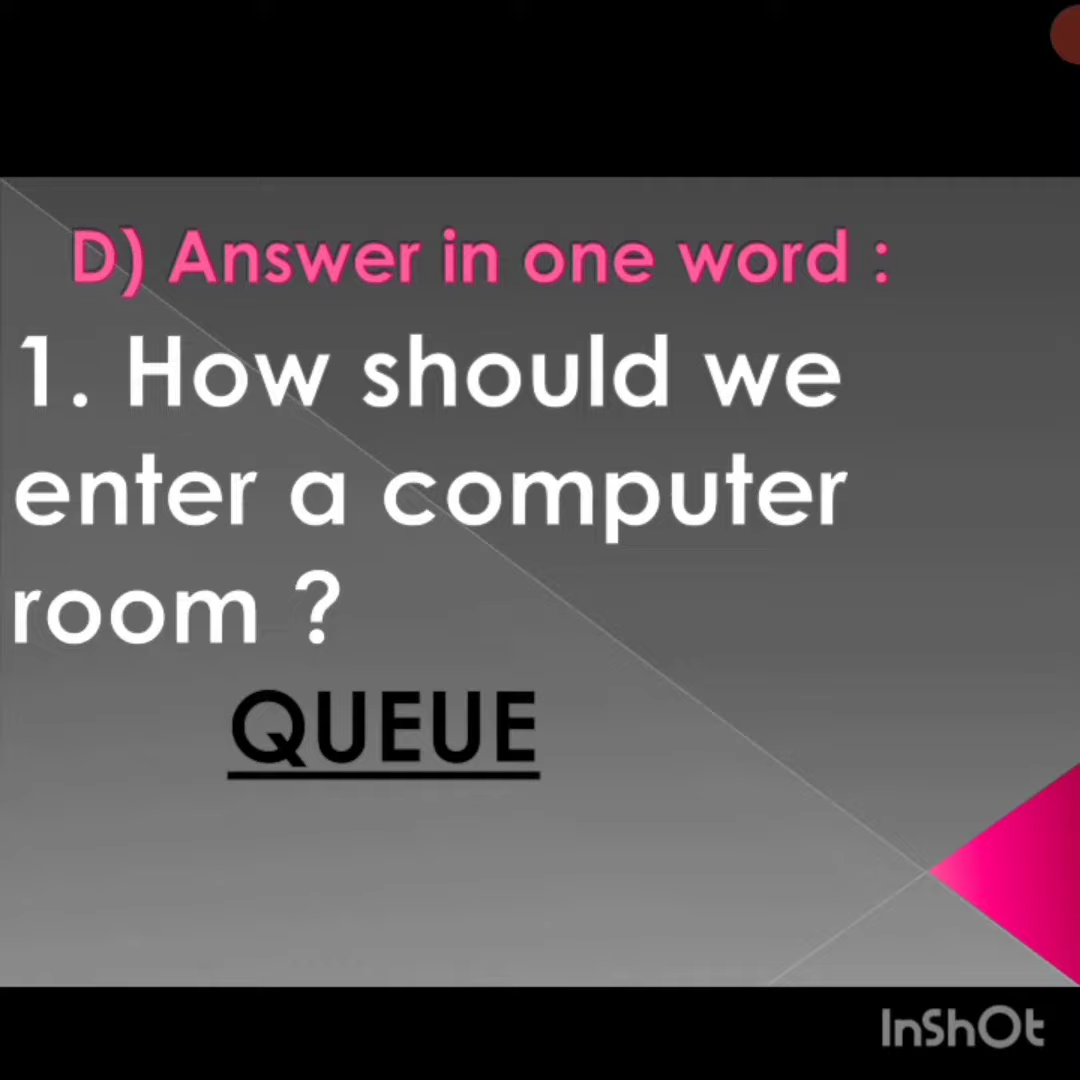 D) Answer in one word :
1. How should we
enter a computer
room ?
QUEUE
InShOt